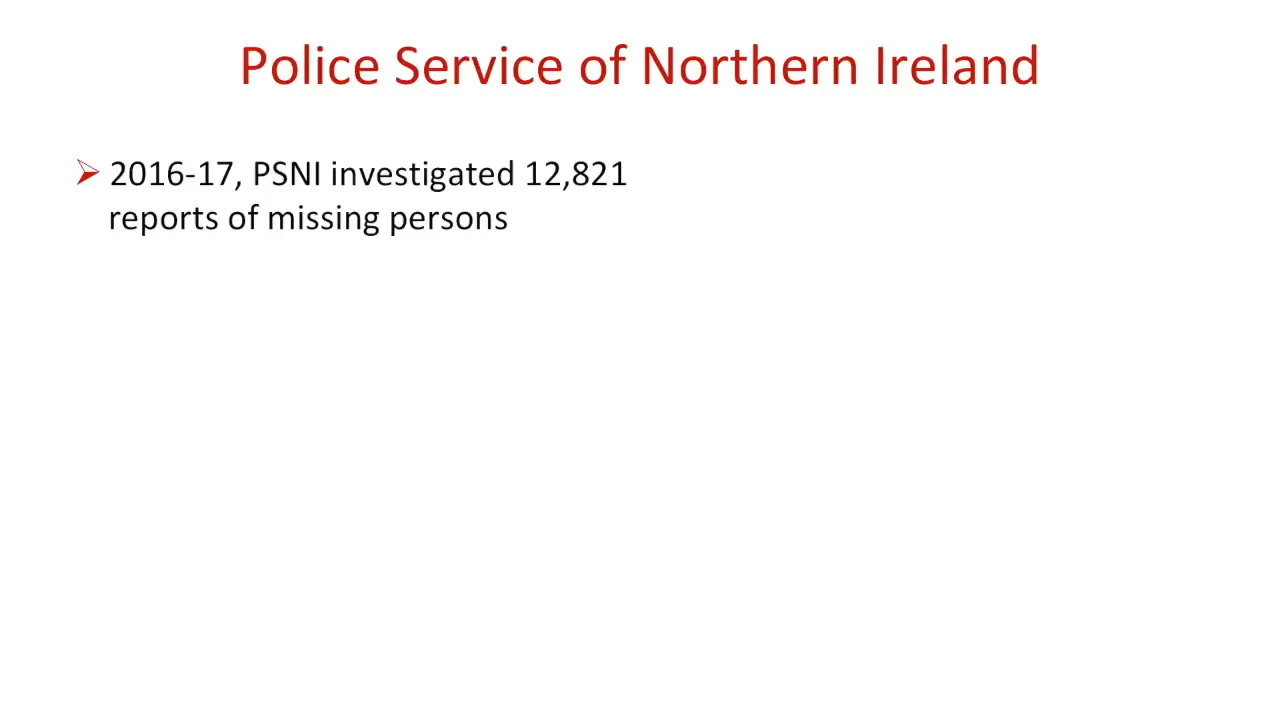 Police Service of Northern Ireland
2016-17, PSNI investigated 12,821
reports of missing persons